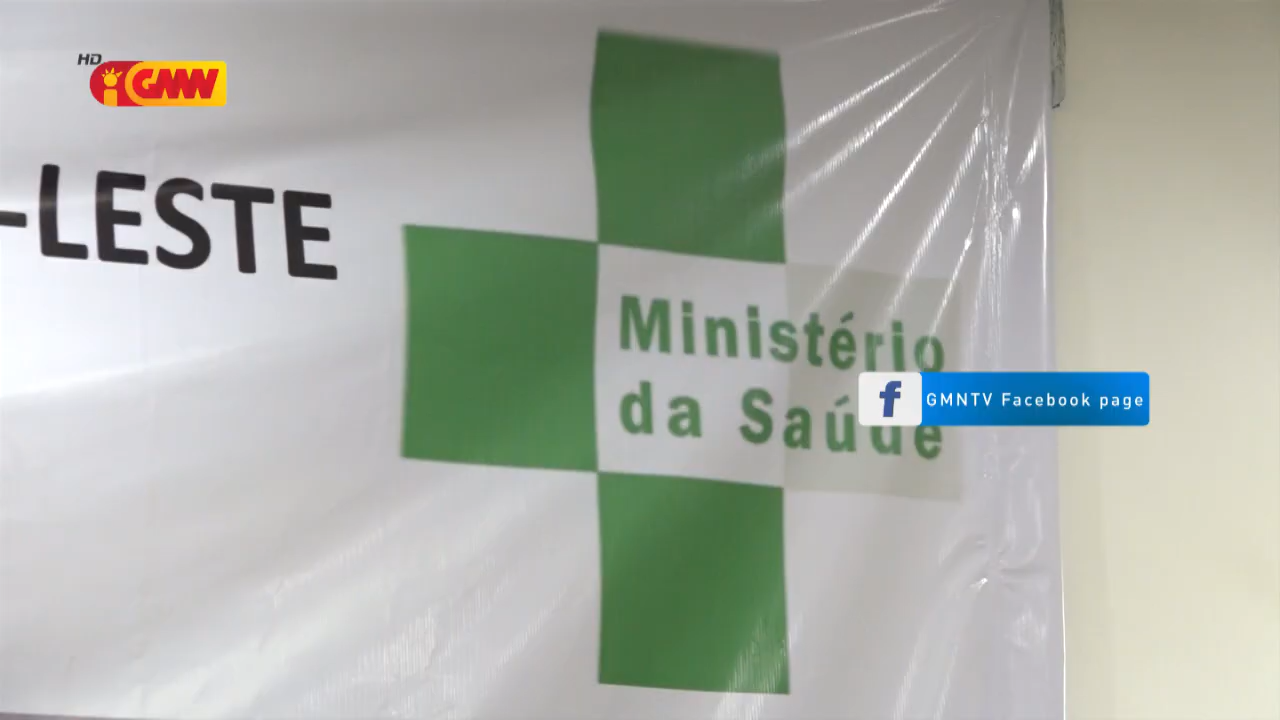 HD
GMN
-LESTE
Ministério
da Saúde
GMNTV Facebook page